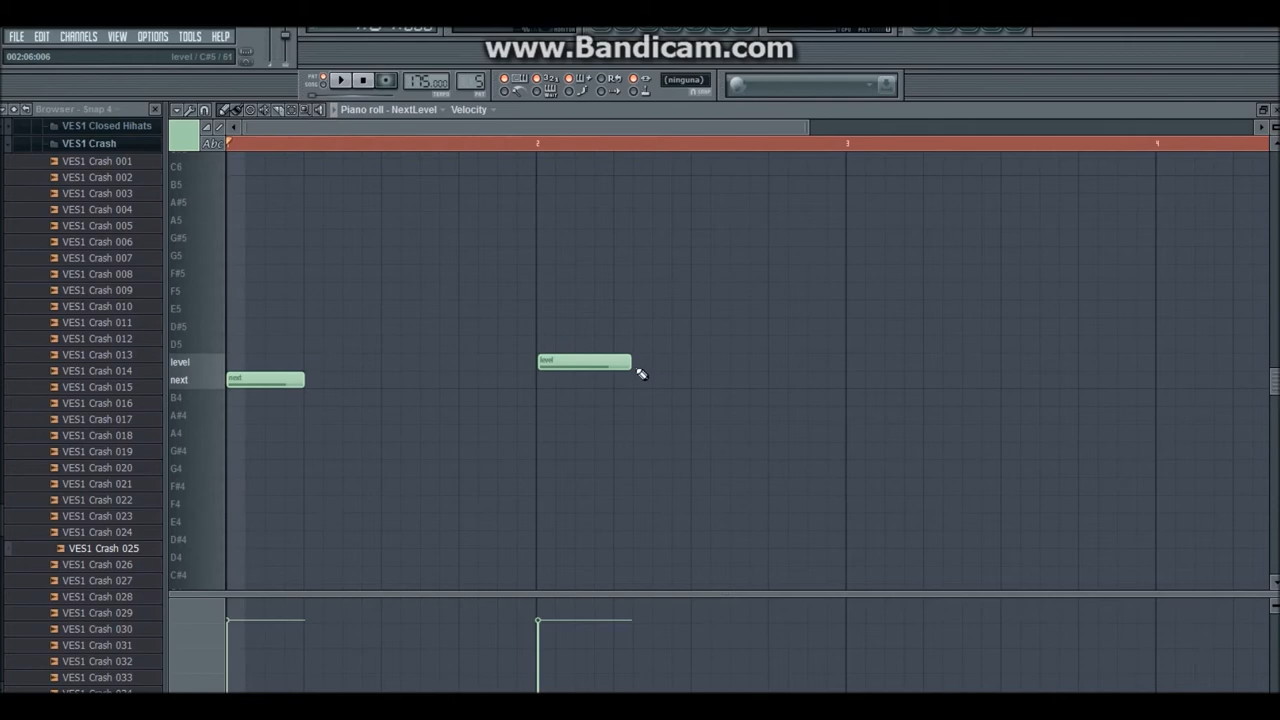 www.Bandicam.com
FILE EDIT CHANNELS VIEW OPTIONS TOOLS HELP
002:06:006 level / C#5 / 61
175.000 5 (ninguna)
Browser - Snap 4
Piano roll - NextLevel Velocity
VES1 Closed Hihats
VES1 Crash
VES1 Crash 001
VES1 Crash 002
VES1 Crash 003
VES1 Crash 004
VES1 Crash 005
VES1 Crash 006
VES1 Crash 007
VES1 Crash 008
VES1 Crash 009
VES1 Crash 010
VES1 Crash 011
VES1 Crash 012
VES1 Crash 013
VES1 Crash 014
VES1 Crash 015
VES1 Crash 016
VES1 Crash 017
VES1 Crash 018
VES1 Crash 019
VES1 Crash 020
VES1 Crash 021
VES1 Crash 022
VES1 Crash 023
VES1 Crash 024
VES1 Crash 025
VES1 Crash 026
VES1 Crash 027
VES1 Crash 028
VES1 Crash 029
VES1 Crash 030
VES1 Crash 031
VES1 Crash 032
VES1 Crash 033
Abc
2 3 4
C6
B5
A#5
A5
G#5
G5
F#5
F5
E5
D#5
D5
level
next
B4
A#4
A4
G#4
G4
F#4
F4
E4
D#4
D4
C#4
level
next